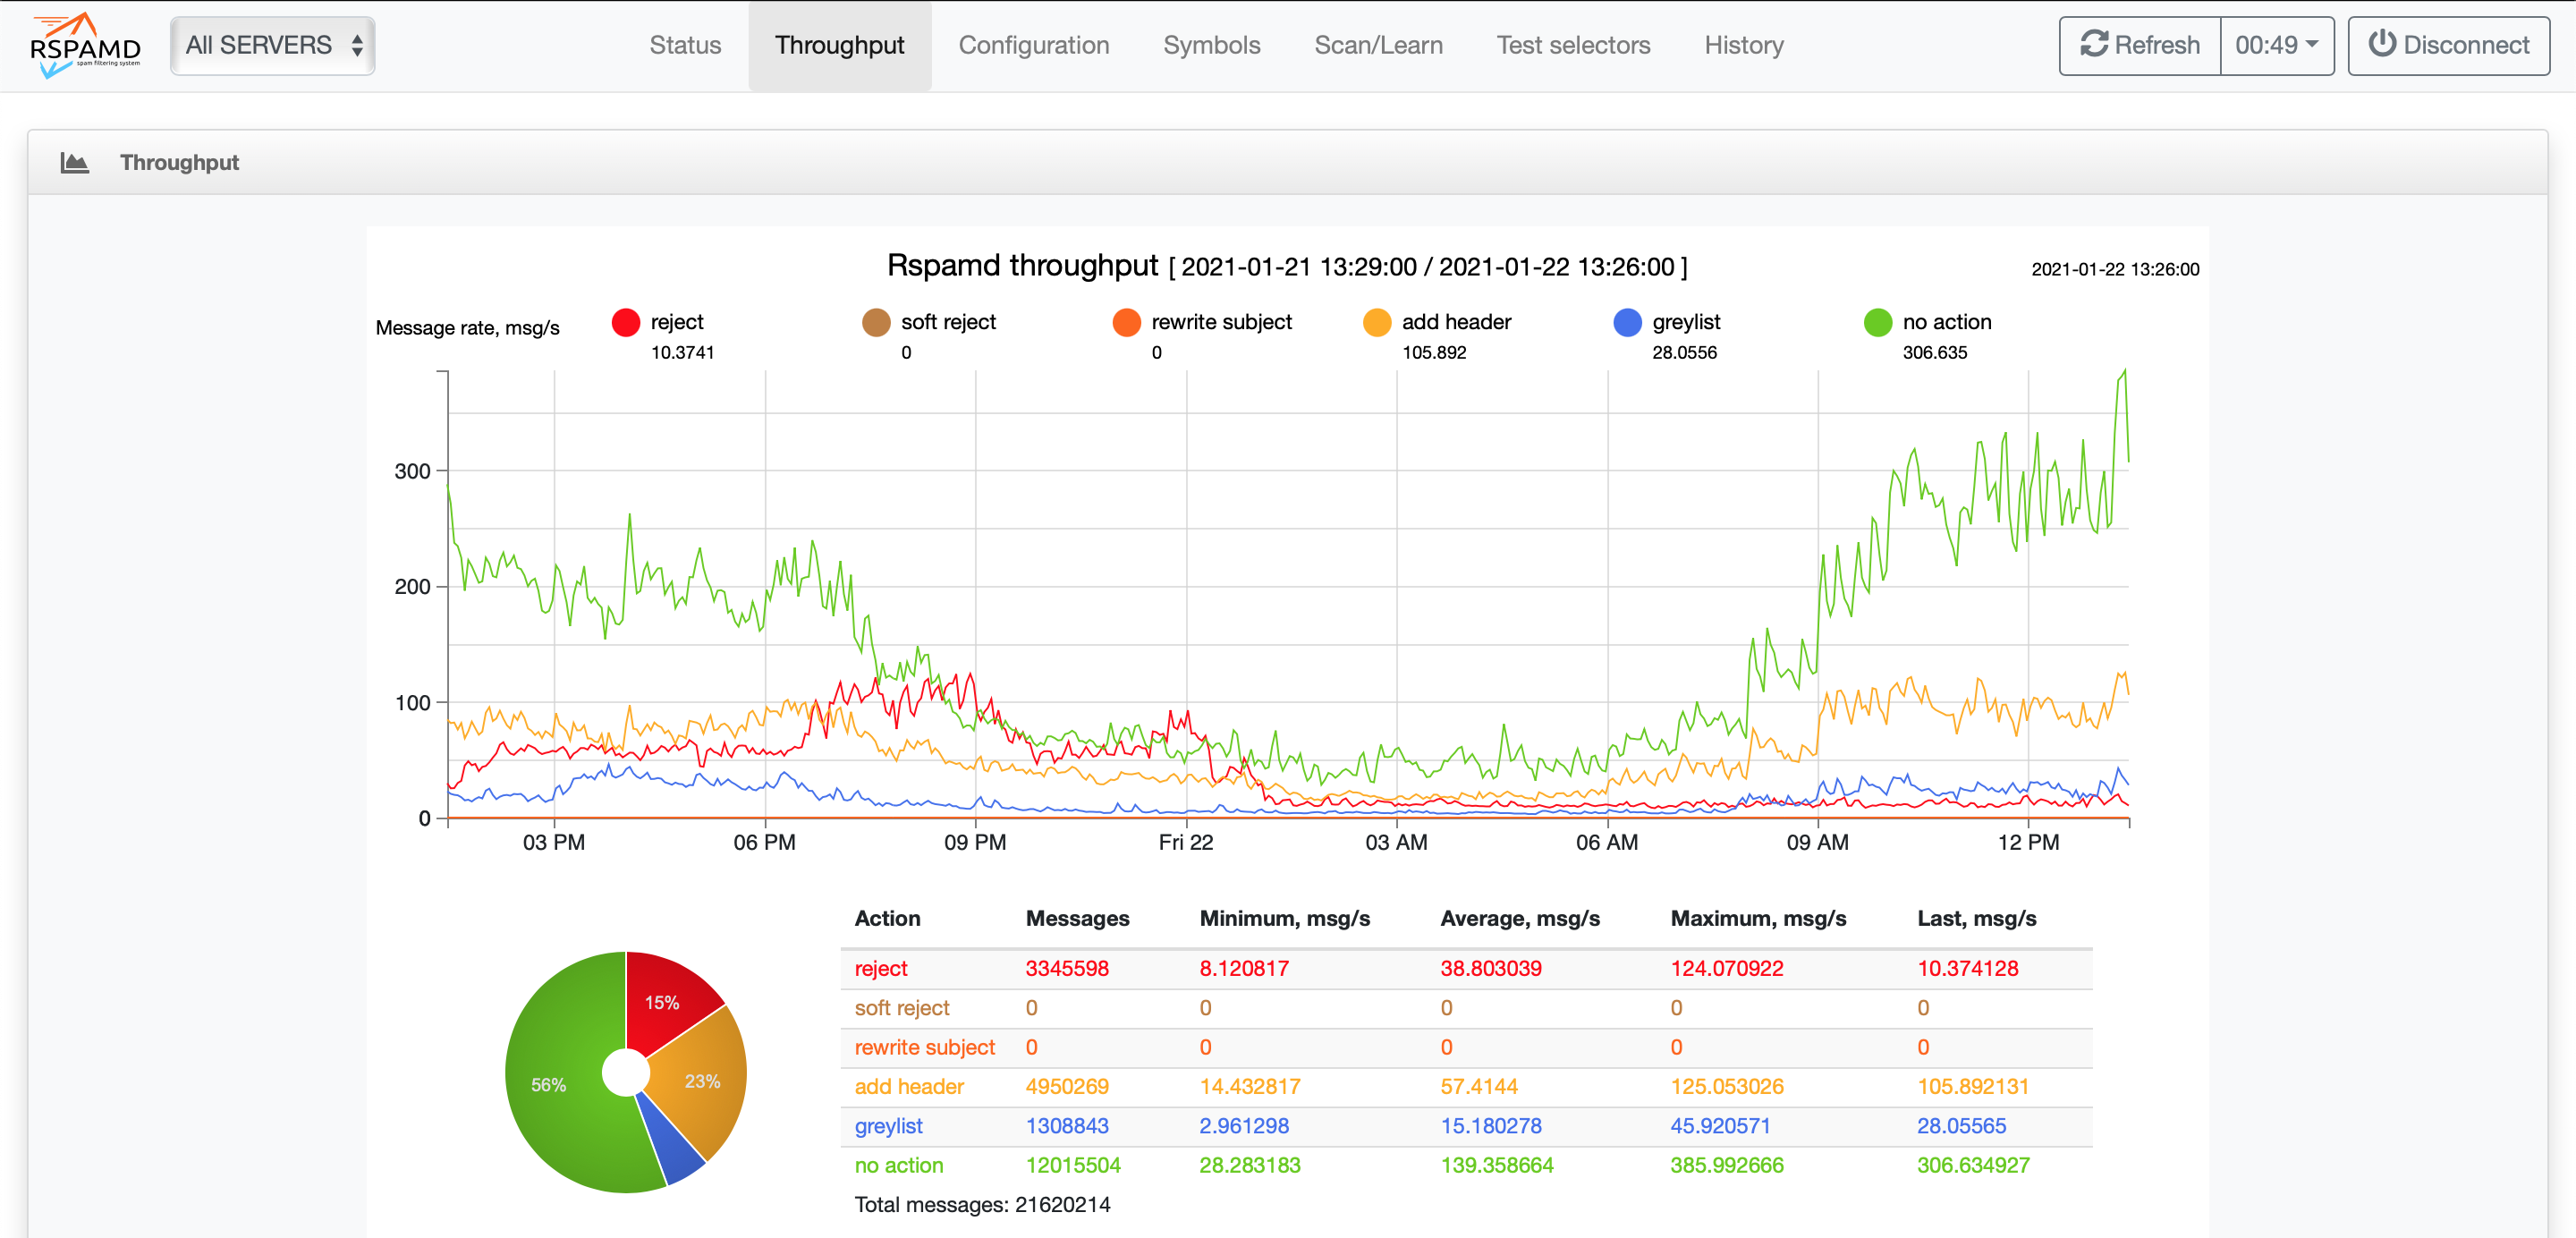 RSPAMD
spam filtering system
All SERVERS
Status Throughput Configuration Symbols Scan/Learn Test selectors History
Refresh 00:49 Disconnect
Throughput
Rspamd throughput [ 2021-01-21 13:29:00 / 2021-01-22 13:26:00 ]
2021-01-22 13:26:00
Message rate, msg/s
reject soft reject rewrite subject add header greylist no action
10.3741 0 0 105.892 28.0556 306.635
300
200
100
0
03 PM 06 PM 09 PM Fri 22 03 AM 06 AM 09 AM 12 PM
15%
23%
56%
Action Messages Minimum, msg/s Average, msg/s Maximum, msg/s Last, msg/s
reject 3345598 8.120817 38.803039 124.070922 10.374128
soft reject 0 0 0 0 0
rewrite subject 0 0 0 0 0
add header 4950269 14.432817 57.4144 125.053026 105.892131
greylist 1308843 2.961298 15.180278 45.920571 28.05565
no action 12015504 28.283183 139.358664 385.992666 306.634927
Total messages: 21620214